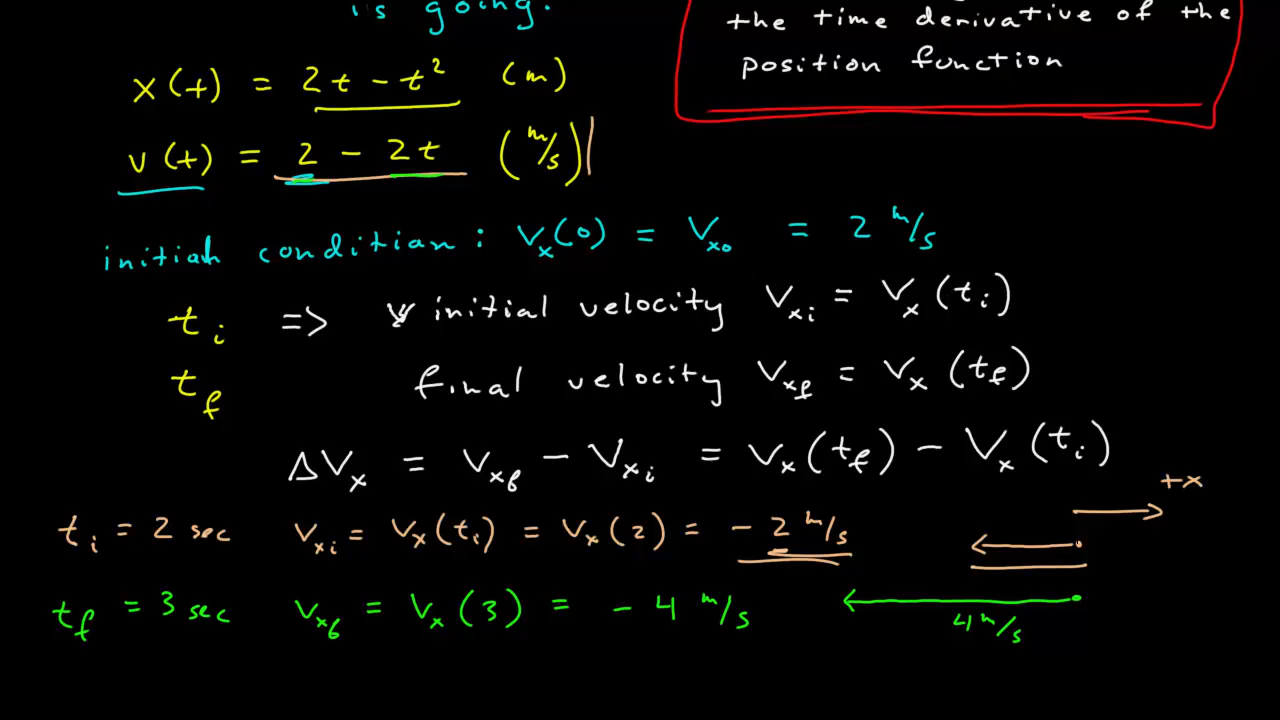 is going.
the time derivative of the
position function
x(t) = 2t - t² (m)
v(t) = 2 - 2t (m/s)
initial condition: Vx(0) = Vx0 = 2 m/s
ti => initial velocity Vxi = Vx(ti)
tf final velocity Vxf = Vx(tf)
ΔVx = Vxf - Vxi = Vx(tf) - Vx(ti)
+x
ti = 2 sec Vxi = Vx(ti) = Vx(2) = -2 m/s
tf = 3 sec Vxf = Vx(3) = -4 m/s
4 m/s